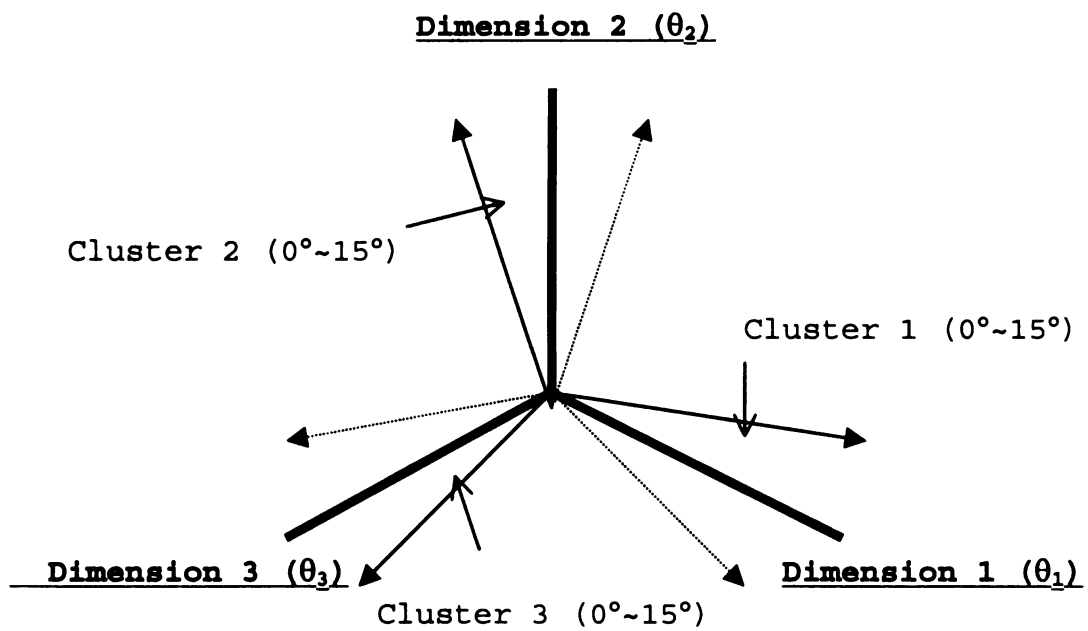 Dimension 2 (θ₂)
Cluster 2 (0°~15°)
Cluster 1 (0°~15°)
Dimension 3 (θ₃)
Dimension 1 (θ₁)
Cluster 3 (0°~15°)